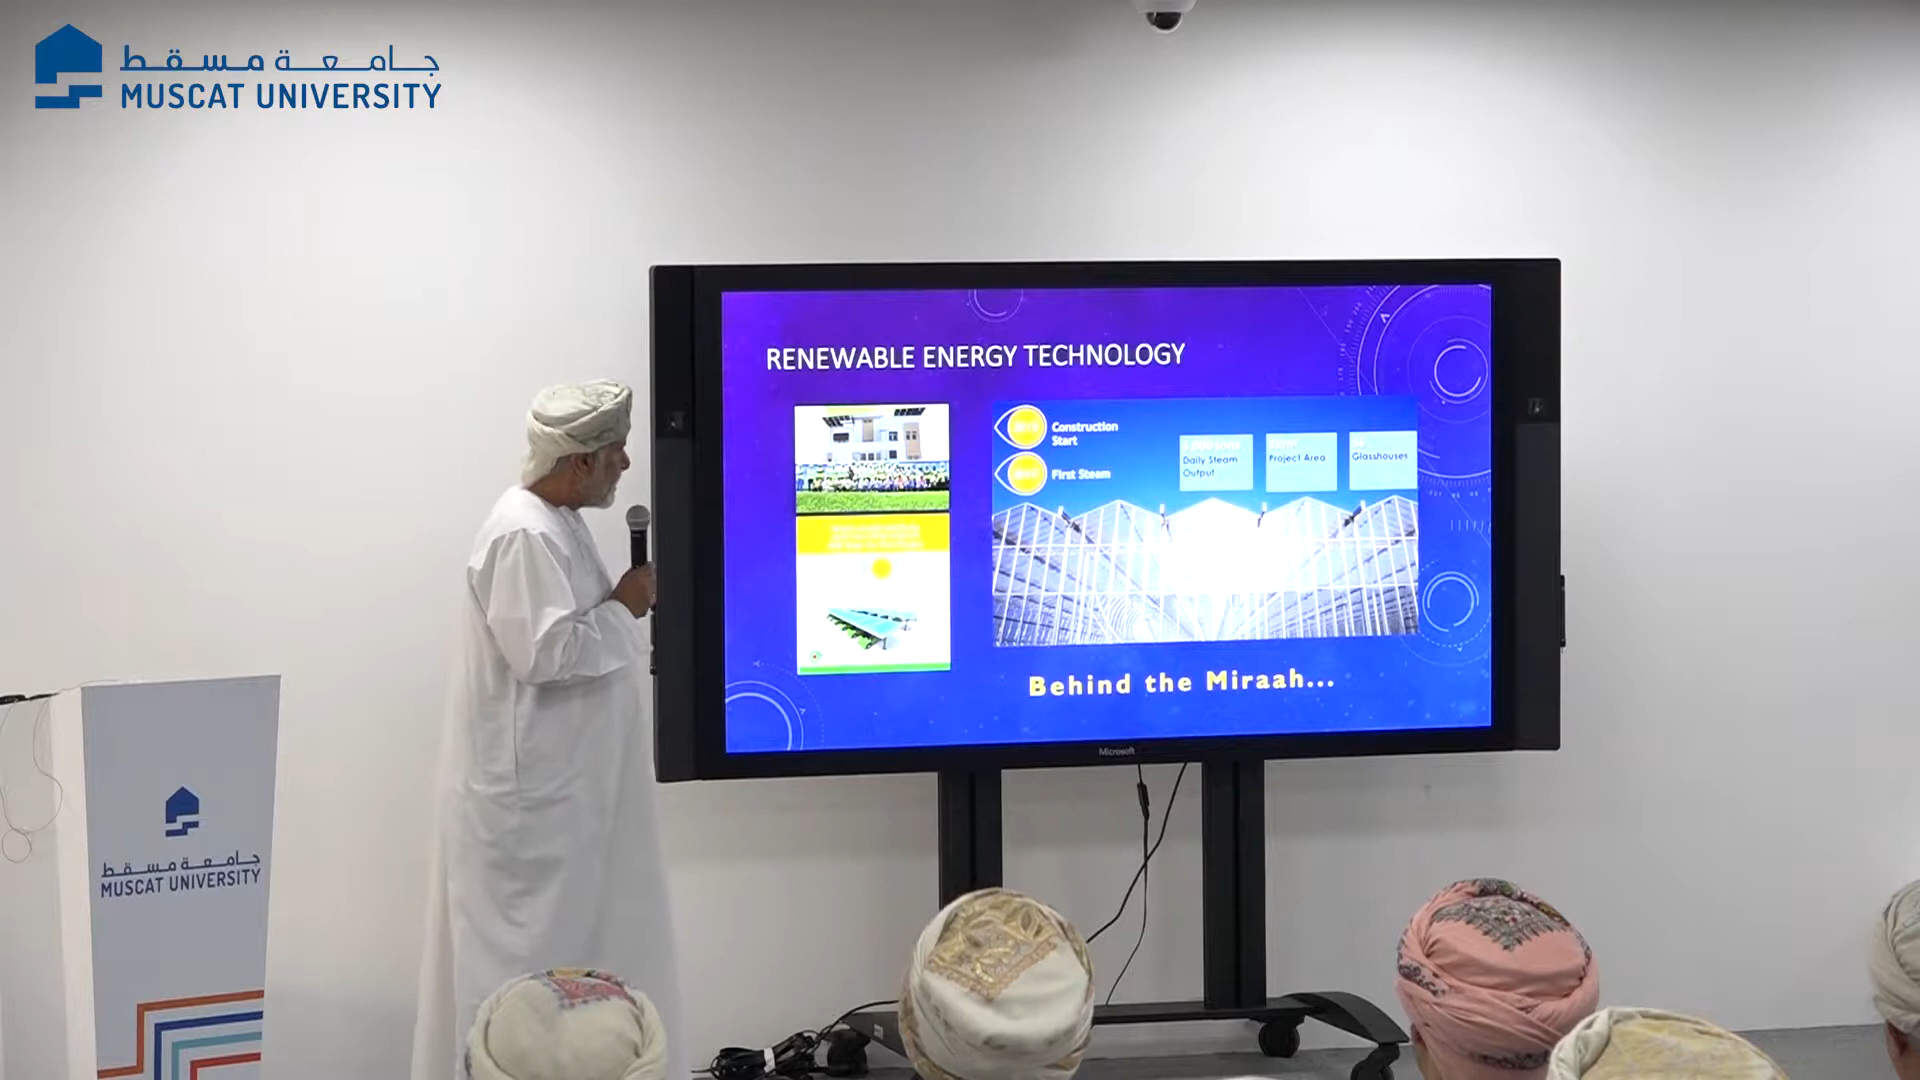 جامعة مسقط
MUSCAT UNIVERSITY
RENEWABLE ENERGY TECHNOLOGY
Construction
Start
First Steam
Daily Steam
Output
Project Area
36
Glasshouses
Behind the Miraah...
Microsoft
جامعة مسقط
MUSCAT UNIVERSITY